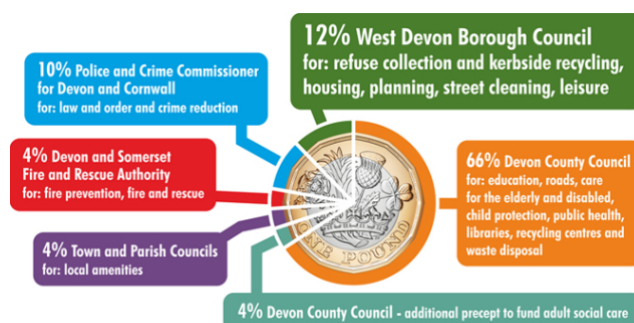 12% West Devon Borough Council
for: refuse collection and kerbside recycling,
housing, planning, street cleaning, leisure
10% Police and Crime Commissioner
for Devon and Cornwall
for: law and order and crime reduction
4% Devon and Somerset
Fire and Rescue Authority
for: fire prevention, fire and rescue
66% Devon County Council
for: education, roads, care
for the elderly and disabled,
child protection, public health,
libraries, recycling centres and
waste disposal
4% Town and Parish Councils
for: local amenities
ONE POUND
4% Devon County Council - additional precept to fund adult social care